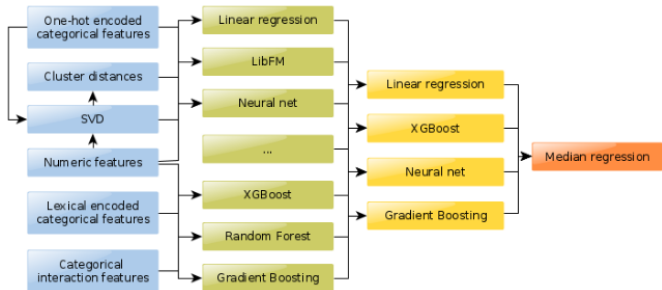 One-hot encoded
categorical features
Cluster distances
SVD
Numeric features
Lexical encoded
categorical features
Categorical
interaction features
Linear regression
LibFM
Neural net
...
XGBoost
Random Forest
Gradient Boosting
Linear regression
XGBoost
Neural net
Gradient Boosting
Median regression